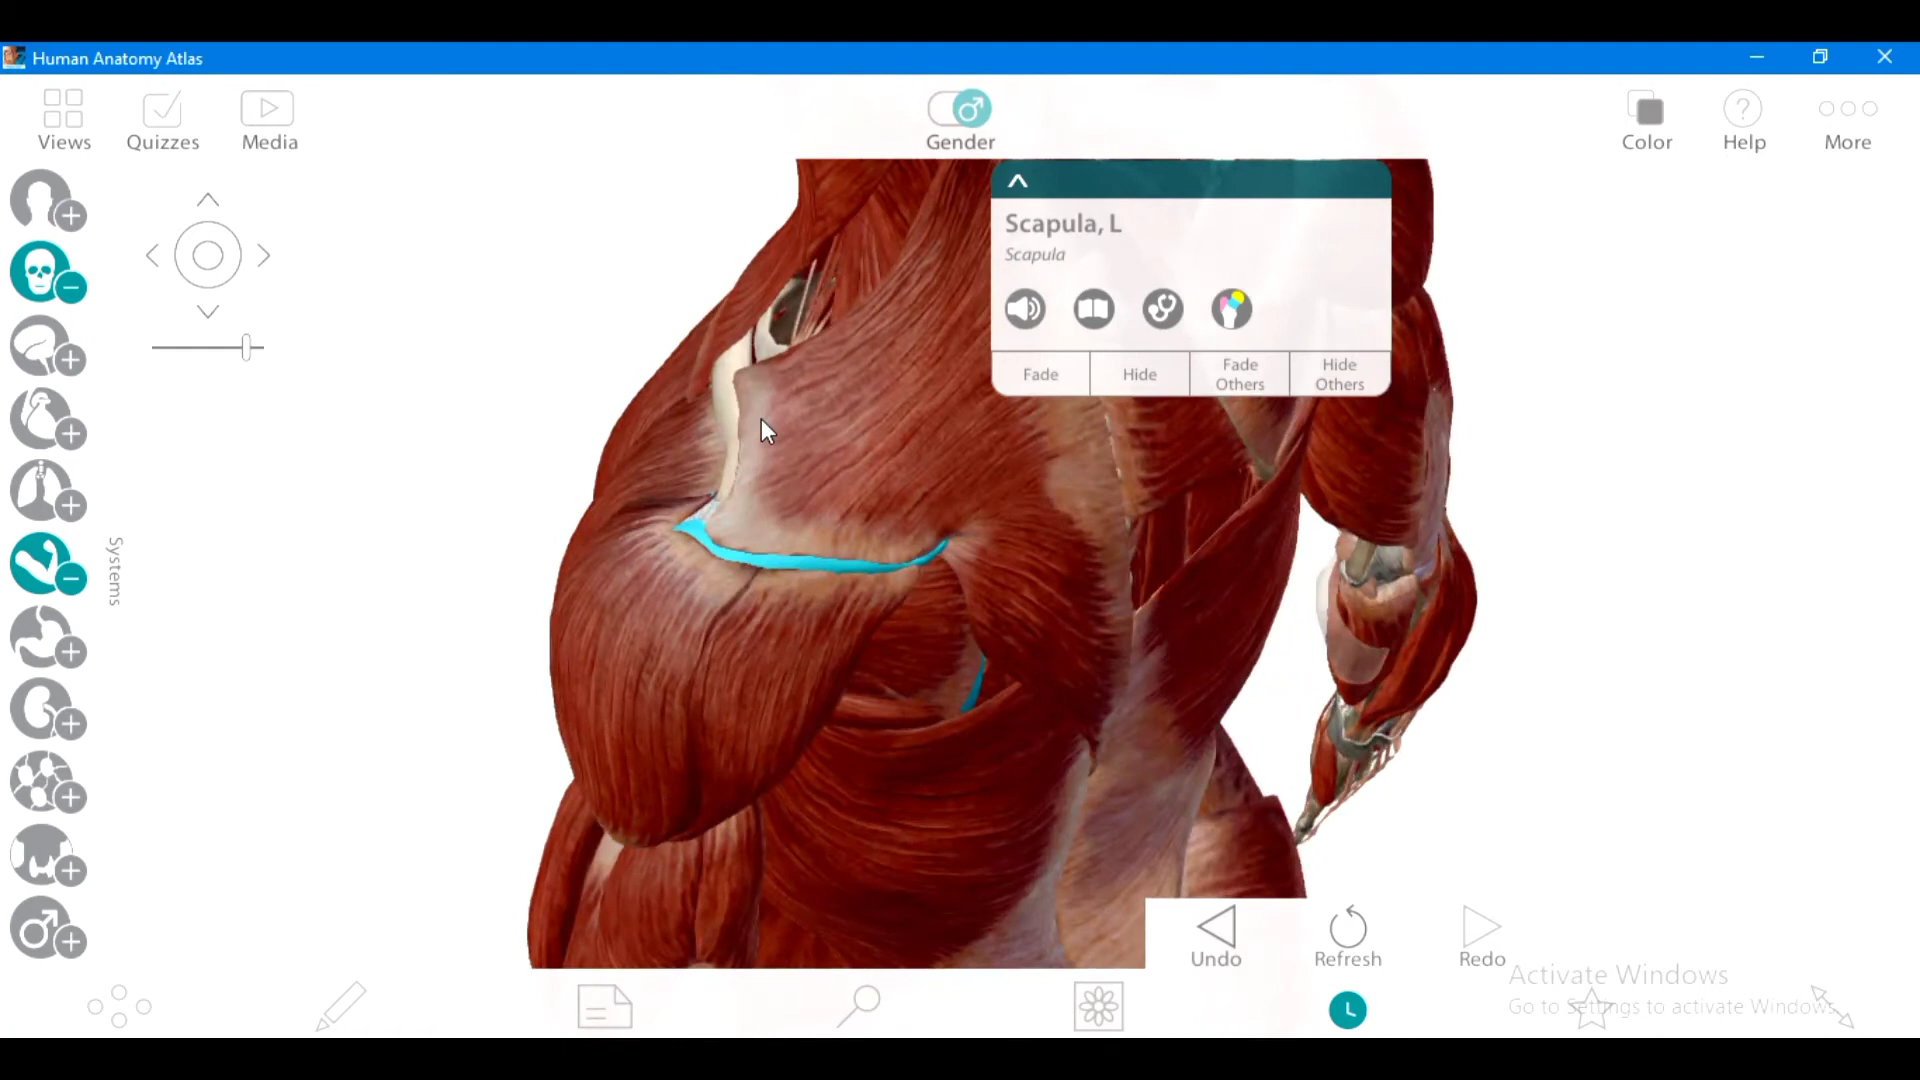 Human Anatomy Atlas
Views
Quizzes
Media
Gender
Color
Help
More
Scapula, L
Scapula
Fade
Hide
Fade
Others
Hide
Others
Systems
Undo
Refresh
Redo
Activate Windows
Go to Settings to activate Windows.